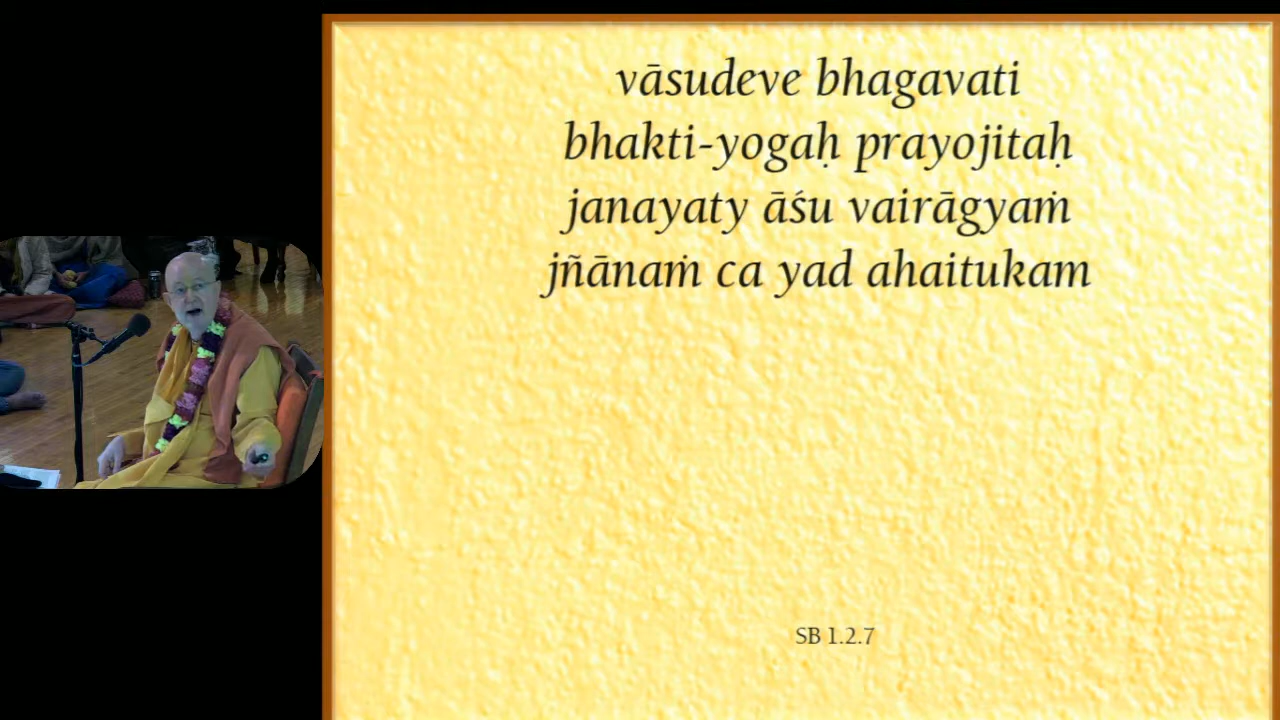 vāsudeve bhagavati
bhakti-yogaḥ prayojitaḥ
janayaty āśu vairāgyaṁ
jñānaṁ ca yad ahaitukam
SB 1.2.7